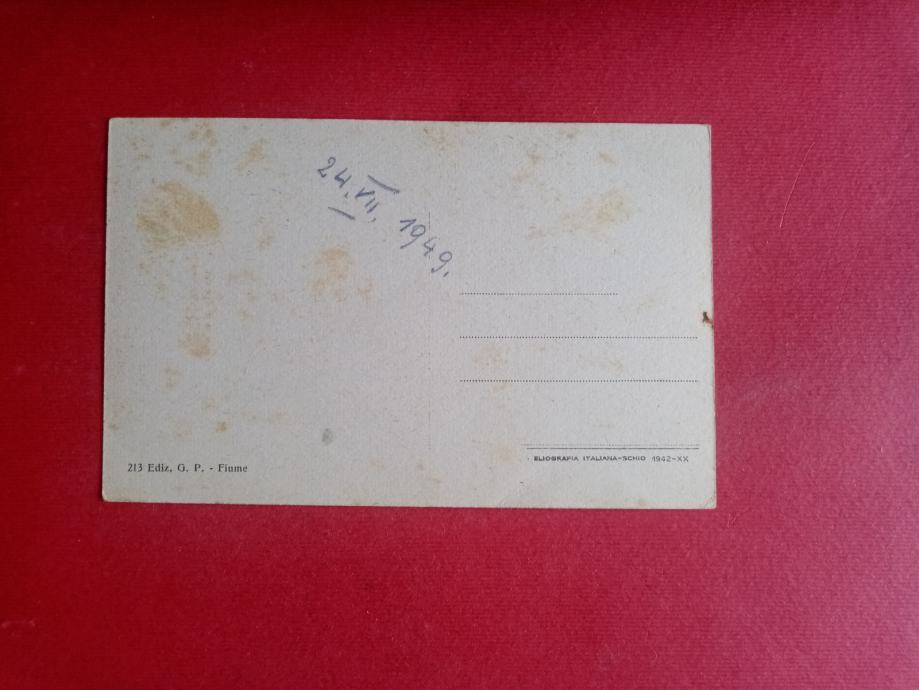 24. VII. 1949.
213 Ediz. G. P. - Fiume
ELIOGRAFIA ITALIANA-SCHIO 1942-XX